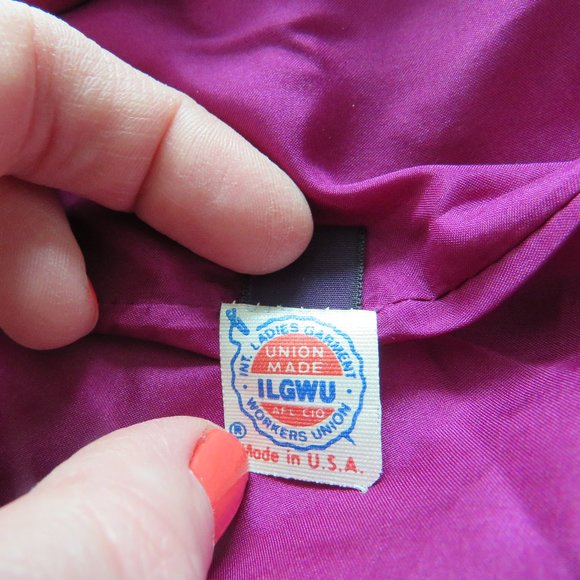 INT. LADIES GARMENT
UNION
MADE
ILGWU
AFL CIO
WORKERS UNION
®
Made in U.S.A.